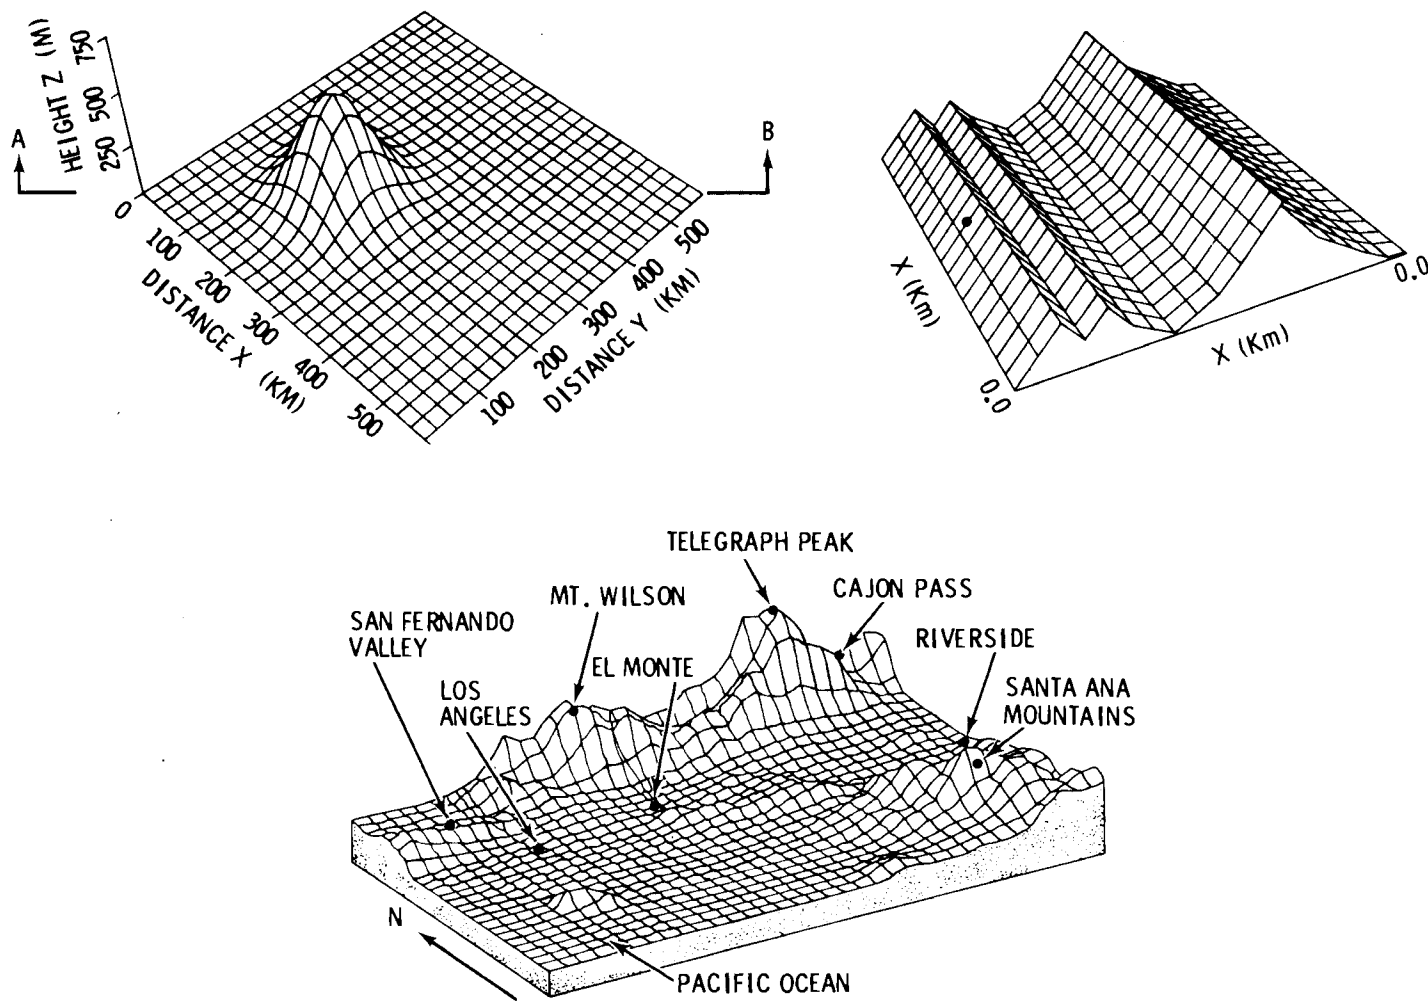 HEIGHT Z (M)
750
500
250
0
A
B
100
200
300
400
500
DISTANCE X (KM)
100
200
300
400
500
DISTANCE Y (KM)
X (Km)
0.0
X (Km)
0.0
TELEGRAPH PEAK
MT. WILSON
CAJON PASS
SAN FERNANDO
VALLEY
EL MONTE
RIVERSIDE
LOS
ANGELES
SANTA ANA
MOUNTAINS
N
PACIFIC OCEAN